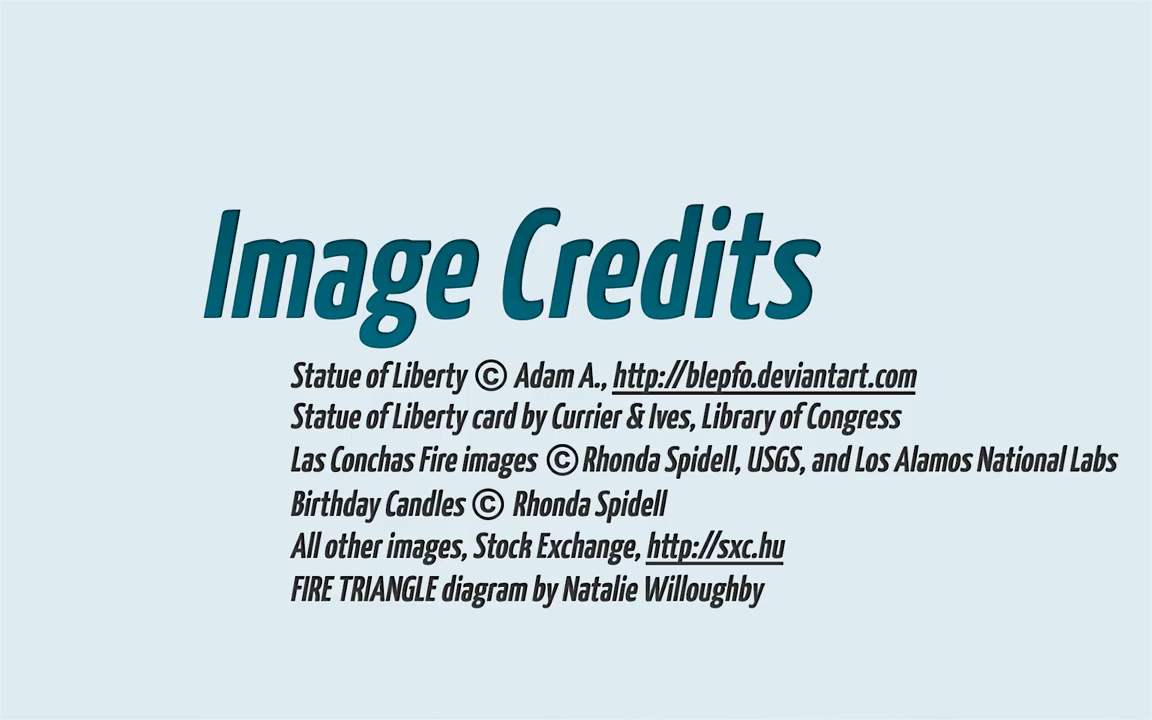 Image Credits
Statue of Liberty © Adam A., http://blepfo.deviantart.com
Statue of Liberty card by Currier & Ives, Library of Congress
Las Conchas Fire images © Rhonda Spidell, USGS, and Los Alamos National Labs
Birthday Candles © Rhonda Spidell
All other images, Stock Exchange, http://sxc.hu
FIRE TRIANGLE diagram by Natalie Willoughby